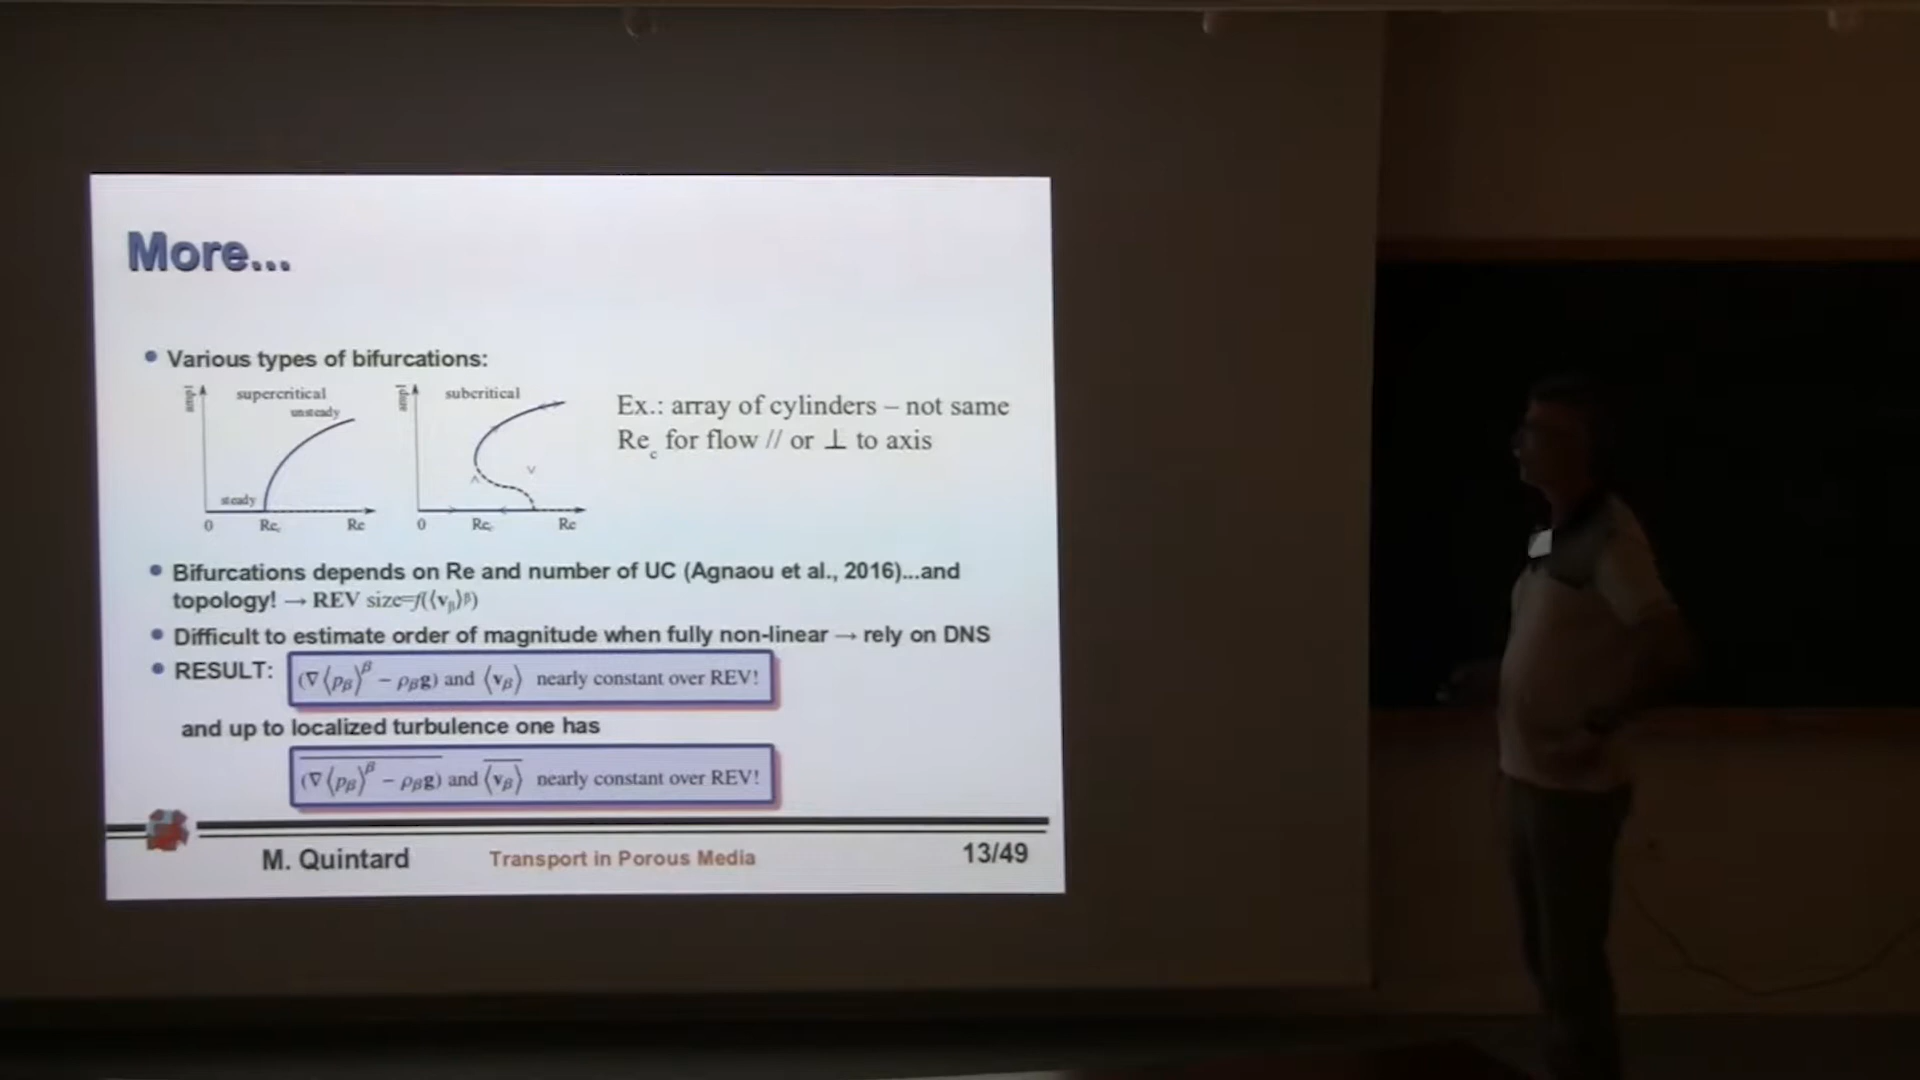 More...
• Various types of bifurcations:
ampl
supercritical
unsteady
steady
0 Rec Re
ampl
subcritical
0 Rec Re
Ex.: array of cylinders – not same
Rec for flow // or ⊥ to axis
• Bifurcations depends on Re and number of UC (Agnaou et al., 2016)...and
topology! → REV size=f(⟨vβ⟩β)
• Difficult to estimate order of magnitude when fully non-linear → rely on DNS
• RESULT: (∇⟨pβ⟩β − ρβg) and ⟨vβ⟩ nearly constant over REV!
and up to localized turbulence one has
(∇⟨pβ⟩β − ρβg) and ⟨vβ⟩ nearly constant over REV!
M. Quintard Transport in Porous Media 13/49